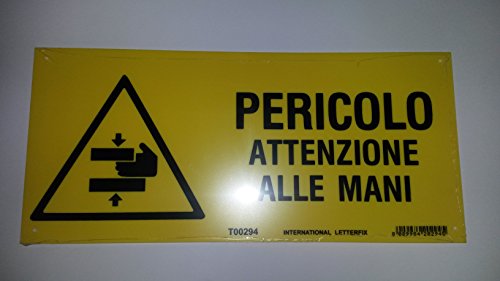 PERICOLO
ATTENZIONE
ALLE MANI
T00294 INTERNATIONAL LETTERFIX